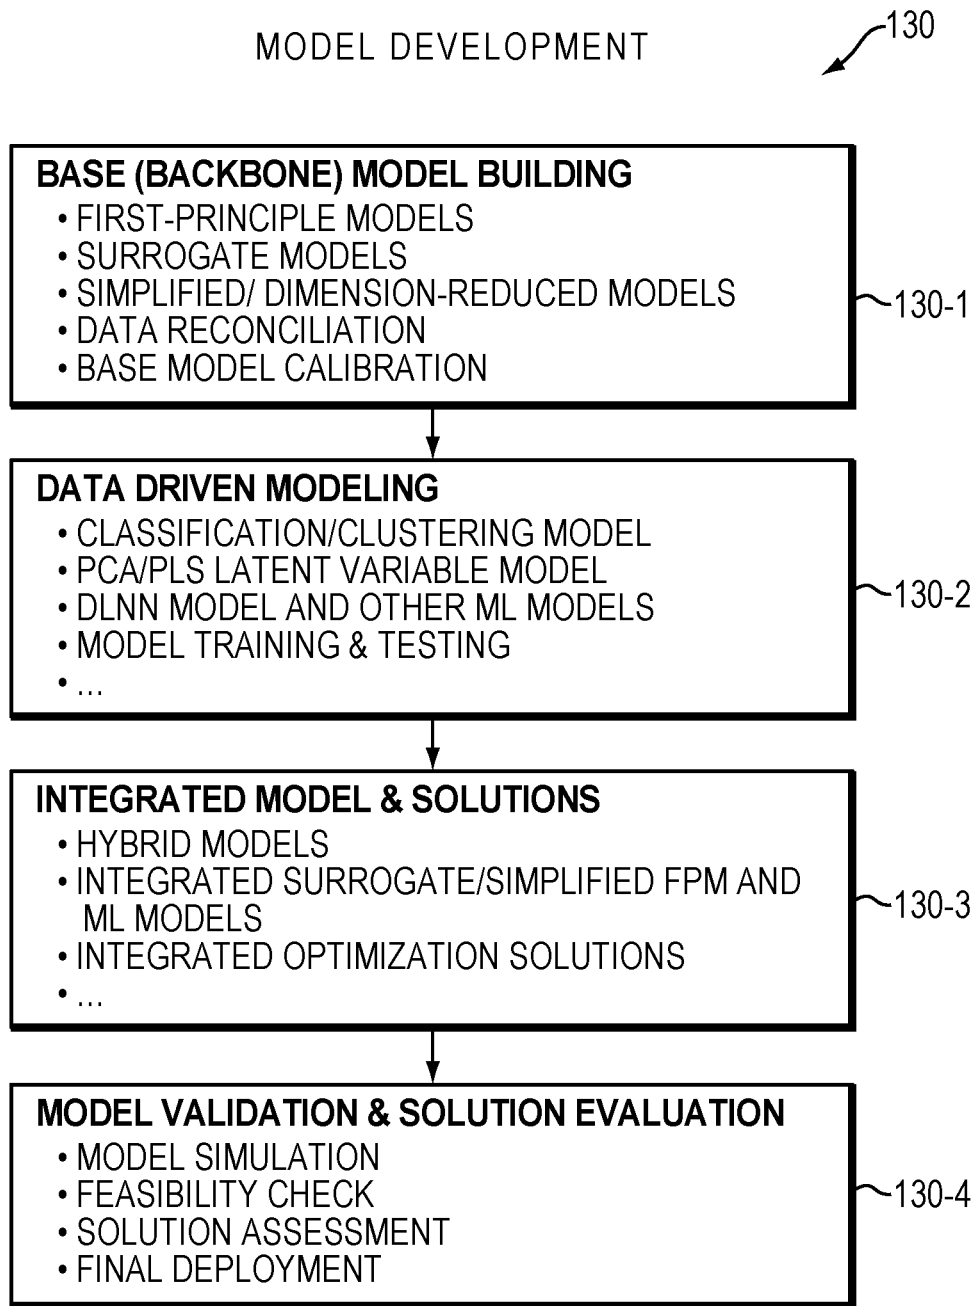 MODEL DEVELOPMENT
130
BASE (BACKBONE) MODEL BUILDING
• FIRST-PRINCIPLE MODELS
• SURROGATE MODELS
• SIMPLIFIED/ DIMENSION-REDUCED MODELS
• DATA RECONCILIATION
• BASE MODEL CALIBRATION
130-1
DATA DRIVEN MODELING
• CLASSIFICATION/CLUSTERING MODEL
• PCA/PLS LATENT VARIABLE MODEL
• DLNN MODEL AND OTHER ML MODELS
• MODEL TRAINING & TESTING
• ...
130-2
INTEGRATED MODEL & SOLUTIONS
• HYBRID MODELS
• INTEGRATED SURROGATE/SIMPLIFIED FPM AND
ML MODELS
• INTEGRATED OPTIMIZATION SOLUTIONS
• ...
130-3
MODEL VALIDATION & SOLUTION EVALUATION
• MODEL SIMULATION
• FEASIBILITY CHECK
• SOLUTION ASSESSMENT
• FINAL DEPLOYMENT
130-4